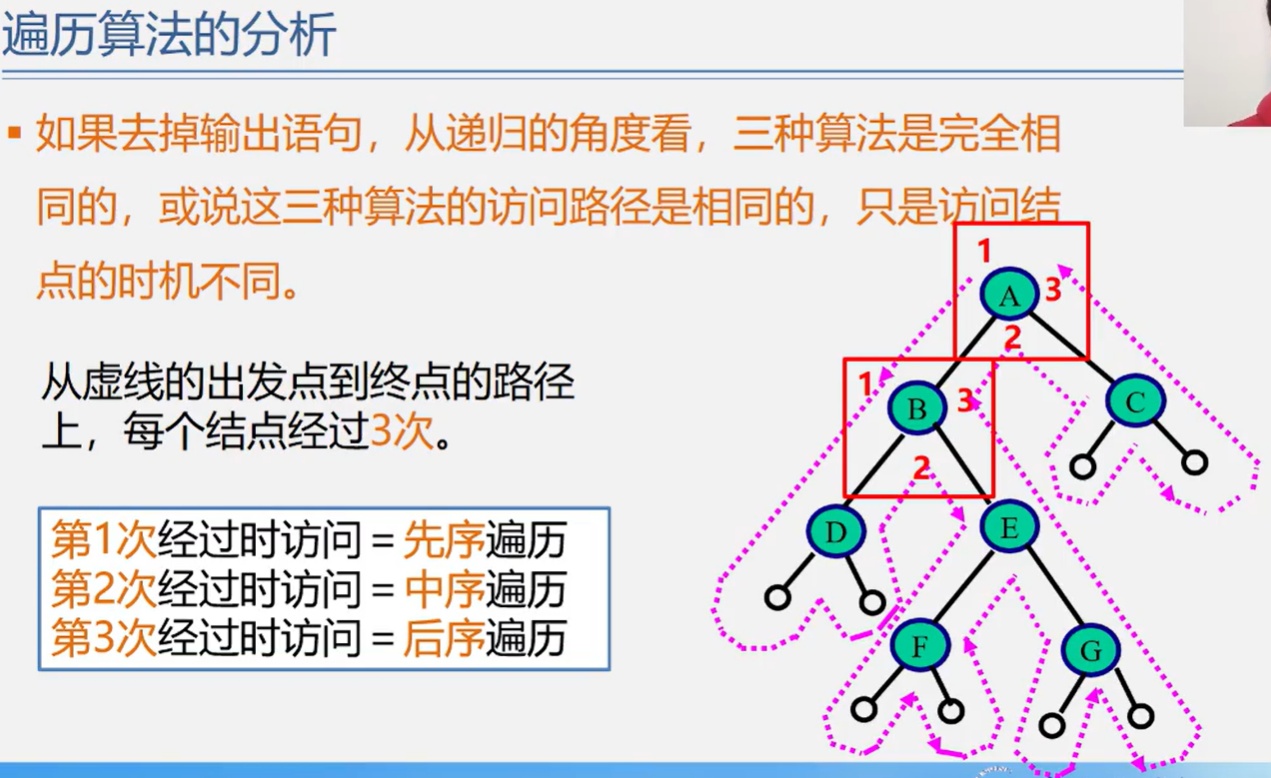 遍历算法的分析
如果去掉输出语句，从递归的角度看，三种算法是完全相
同的，或说这三种算法的访问路径是相同的，只是访问结
点的时机不同。
从虚线的出发点到终点的路径
上，每个结点经过3次。
第1次经过时访问=先序遍历
第2次经过时访问=中序遍历
第3次经过时访问=后序遍历
1
A 3
2
1
B 3
C
2
D
E
F
G